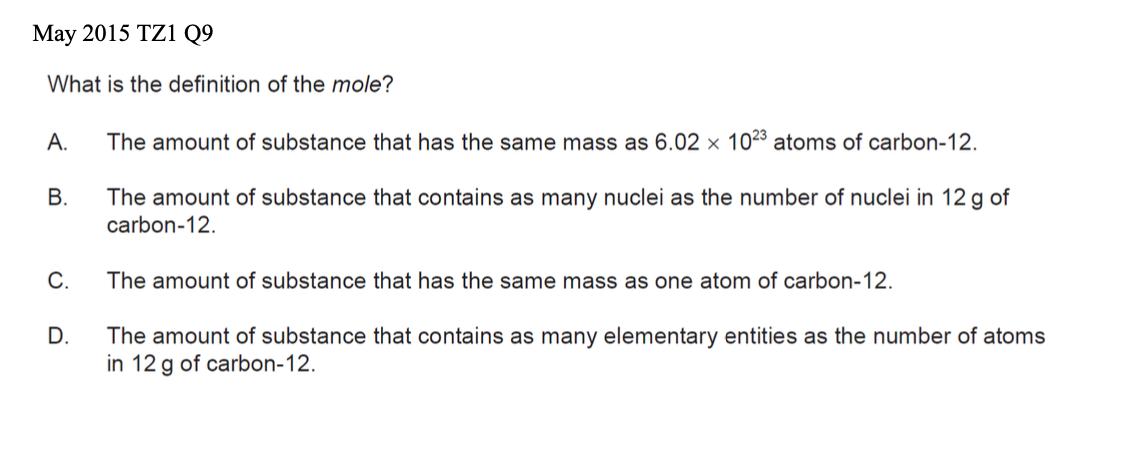 May 2015 TZ1 Q9
What is the definition of the mole?
A. The amount of substance that has the same mass as 6.02 × 10²³ atoms of carbon-12.
B. The amount of substance that contains as many nuclei as the number of nuclei in 12 g of
carbon-12.
C. The amount of substance that has the same mass as one atom of carbon-12.
D. The amount of substance that contains as many elementary entities as the number of atoms
in 12 g of carbon-12.